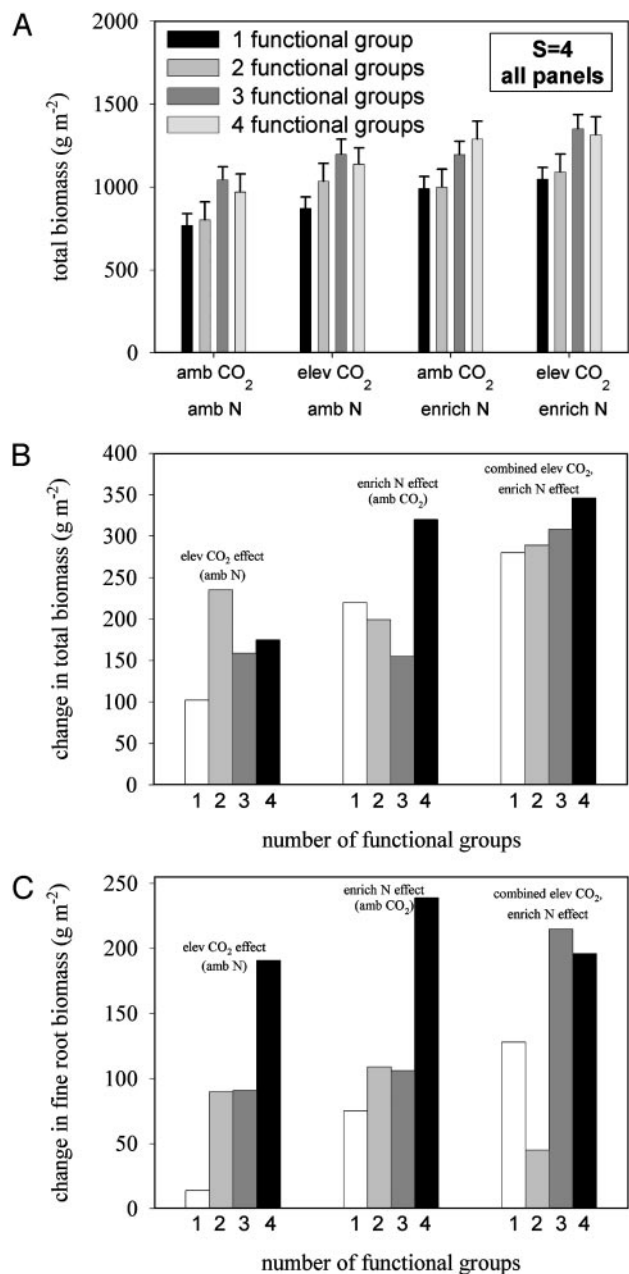 A
total biomass (g m-2)
2000
1500
1000
500
0
1 functional group
2 functional groups
3 functional groups
4 functional groups
S=4
all panels
amb CO2 elev CO2 amb CO2 elev CO2
amb N amb N enrich N enrich N
B
change in total biomass (g m-2)
400
350
300
250
200
150
100
50
0
elev CO2 effect
(amb N)
enrich N effect
(amb CO2)
combined elev CO2,
enrich N effect
1 2 3 4 1 2 3 4 1 2 3 4
number of functional groups
C
change in fine root biomass (g m-2)
250
200
150
100
50
0
elev CO2 effect
(amb N)
enrich N effect
(amb CO2)
combined elev CO2,
enrich N effect
1 2 3 4 1 2 3 4 1 2 3 4
number of functional groups